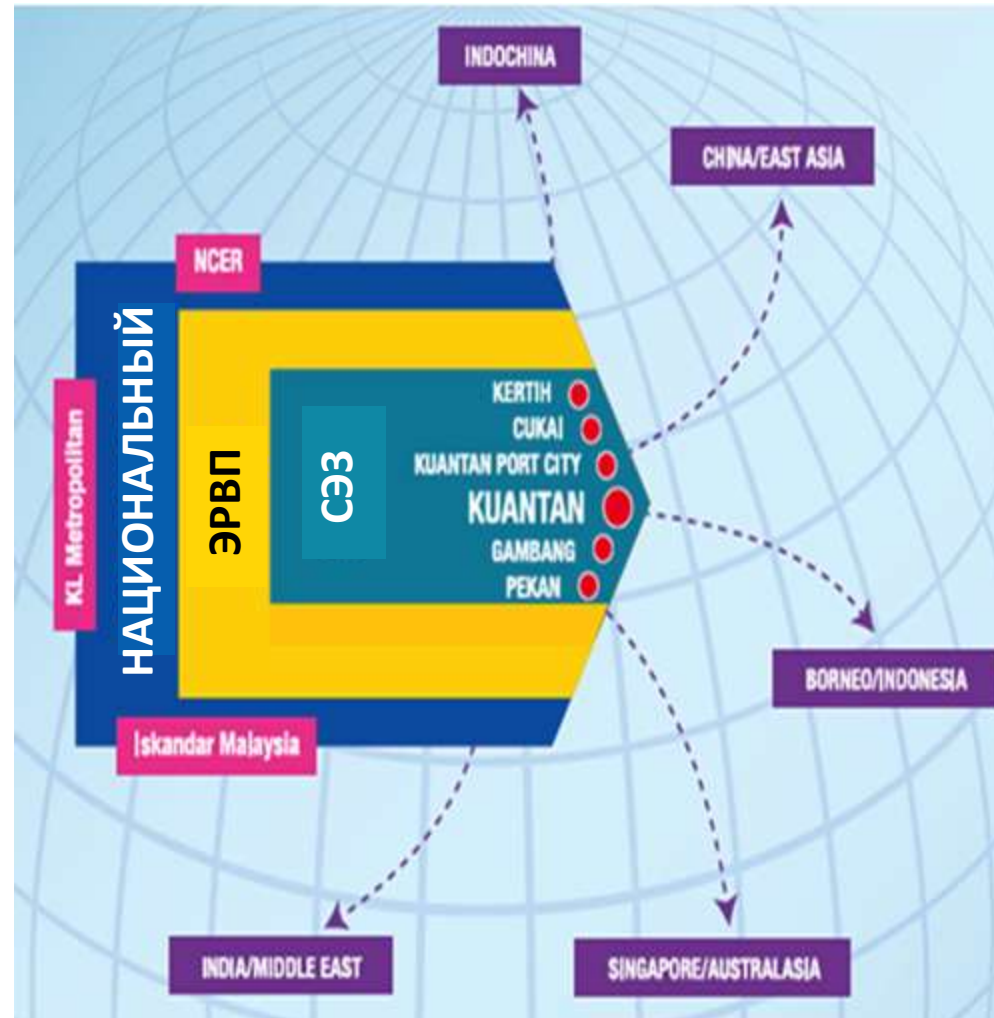 INDOCHINA
CHINA/EAST ASIA
NCER
KL Metropolitan
НАЦИОНАЛЬНЫЙ
ЭРВП
СЭЗ
KERTIH
CUKAI
KUANTAN PORT CITY
KUANTAN
GAMBANG
PEKAN
BORNEO/INDONESIA
Iskandar Malaysia
INDIA/MIDDLE EAST
SINGAPORE/AUSTRALASIA